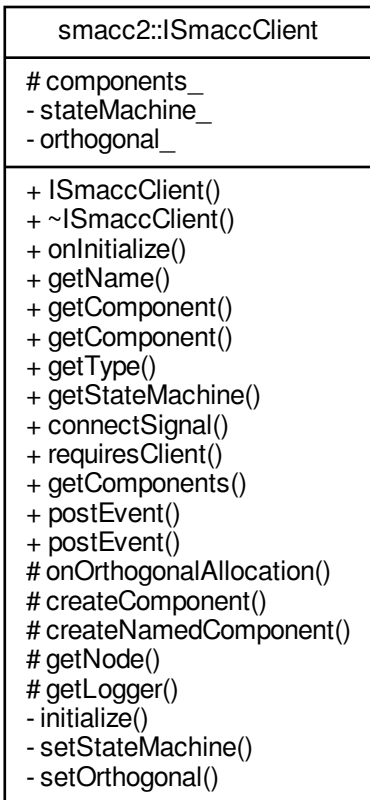 smacc2::ISmaccClient
# components_
- stateMachine_
- orthogonal_
+ ISmaccClient()
+ ~ISmaccClient()
+ onInitialize()
+ getName()
+ getComponent()
+ getComponent()
+ getType()
+ getStateMachine()
+ connectSignal()
+ requiresClient()
+ getComponents()
+ postEvent()
+ postEvent()
# onOrthogonalAllocation()
# createComponent()
# createNamedComponent()
# getNode()
# getLogger()
- initialize()
- setStateMachine()
- setOrthogonal()